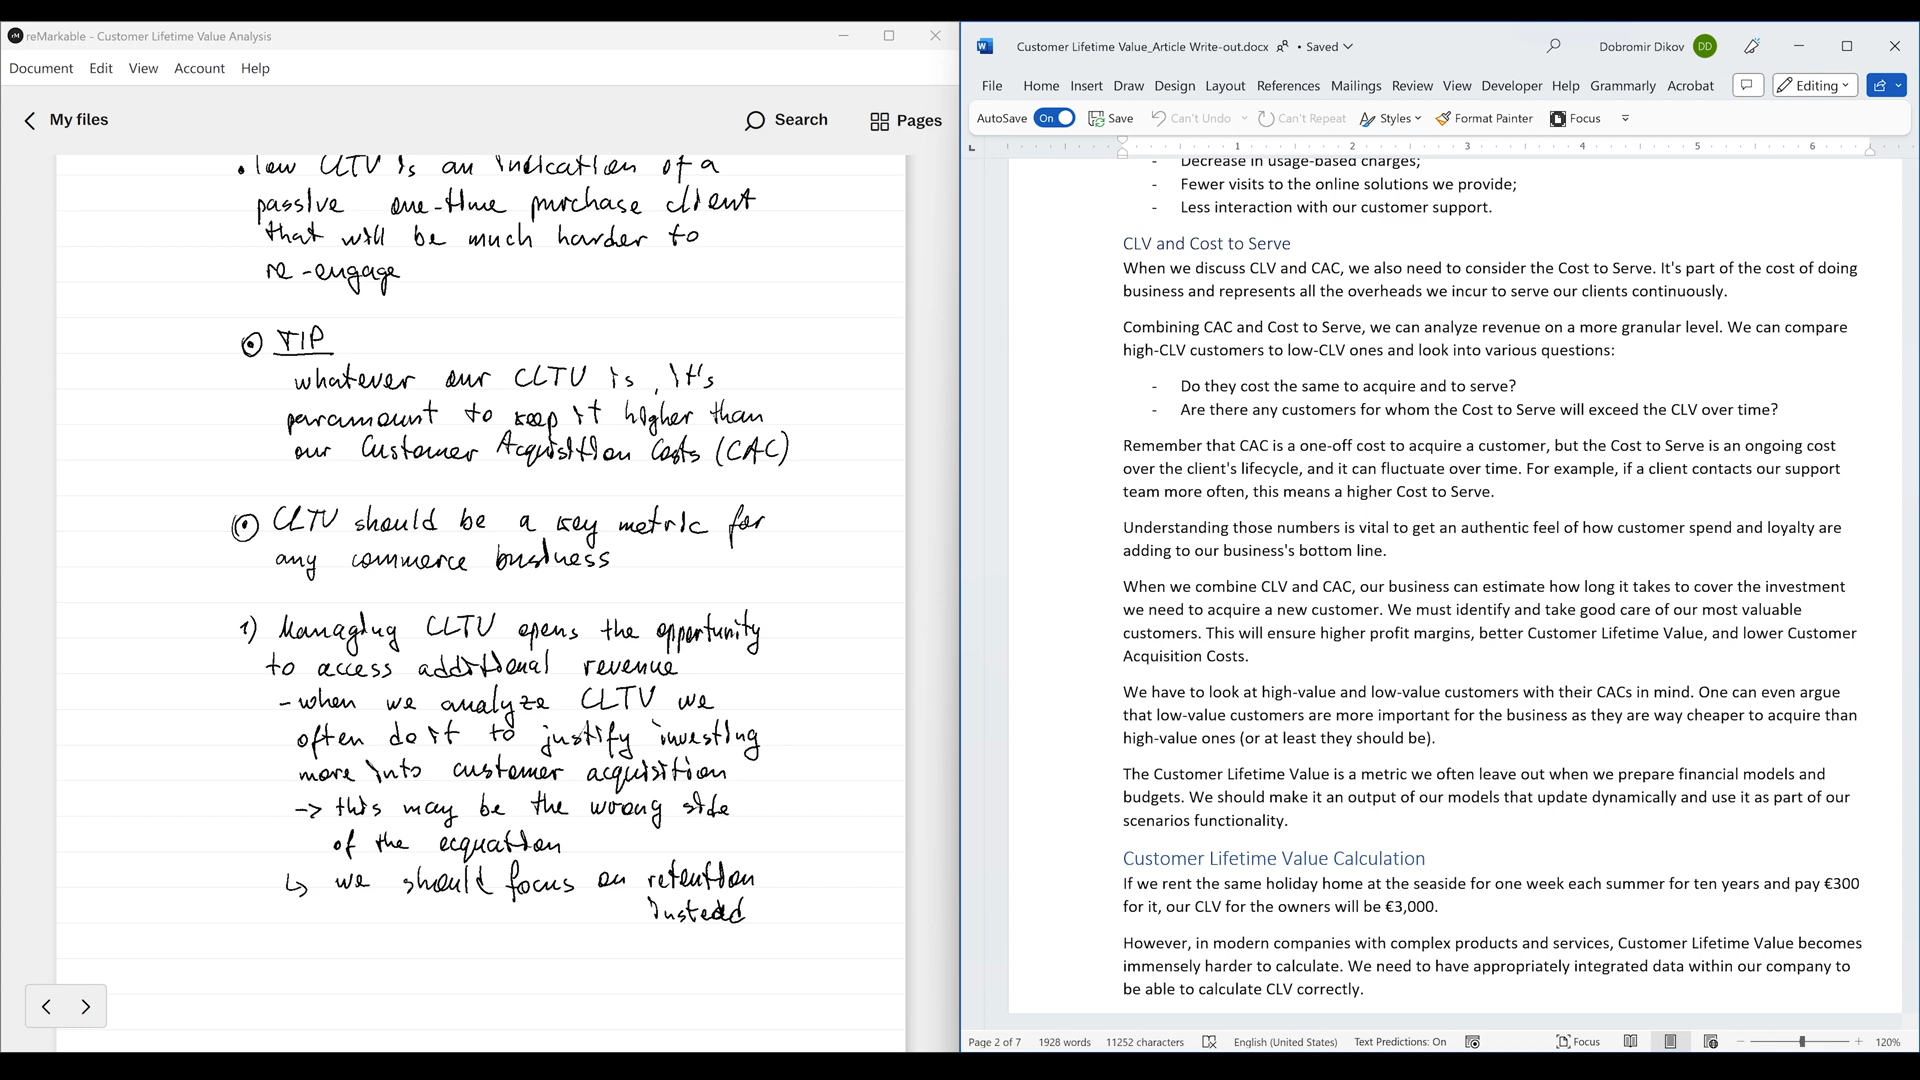 reMarkable - Customer Lifetime Value Analysis
Document Edit View Account Help
My files
Search
Pages
• low CLTV is an indication of a
passive one-time purchase client
that will be much harder to
re-engage
TIP
whatever our CLTV is, it's
paramount to keep it higher than
our Customer Acquisition Costs (CAC)
CLTV should be a key metric for
any commerce business
1) Managing CLTV opens the opportunity
to access additional revenue
- when we analyze CLTV we
often do it to justify investing
more into customer acquisition
-> this may be the wrong side
of the ecquation
↳ we should focus on retention
instead
Customer Lifetime Value_Article Write-out.docx • Saved
Dobromir Dikov DD
File Home Insert Draw Design Layout References Mailings Review View Developer Help Grammarly Acrobat Editing
AutoSave On Save Can't Undo Can't Repeat Styles Format Painter Focus
1 2 3 4 5 6
- Decrease in usage-based charges;
- Fewer visits to the online solutions we provide;
- Less interaction with our customer support.
CLV and Cost to Serve
When we discuss CLV and CAC, we also need to consider the Cost to Serve. It's part of the cost of doing
business and represents all the overheads we incur to serve our clients continuously.
Combining CAC and Cost to Serve, we can analyze revenue on a more granular level. We can compare
high-CLV customers to low-CLV ones and look into various questions:
- Do they cost the same to acquire and to serve?
- Are there any customers for whom the Cost to Serve will exceed the CLV over time?
Remember that CAC is a one-off cost to acquire a customer, but the Cost to Serve is an ongoing cost
over the client's lifecycle, and it can fluctuate over time. For example, if a client contacts our support
team more often, this means a higher Cost to Serve.
Understanding those numbers is vital to get an authentic feel of how customer spend and loyalty are
adding to our business's bottom line.
When we combine CLV and CAC, our business can estimate how long it takes to cover the investment
we need to acquire a new customer. We must identify and take good care of our most valuable
customers. This will ensure higher profit margins, better Customer Lifetime Value, and lower Customer
Acquisition Costs.
We have to look at high-value and low-value customers with their CACs in mind. One can even argue
that low-value customers are more important for the business as they are way cheaper to acquire than
high-value ones (or at least they should be).
The Customer Lifetime Value is a metric we often leave out when we prepare financial models and
budgets. We should make it an output of our models that update dynamically and use it as part of our
scenarios functionality.
Customer Lifetime Value Calculation
If we rent the same holiday home at the seaside for one week each summer for ten years and pay €300
for it, our CLV for the owners will be €3,000.
However, in modern companies with complex products and services, Customer Lifetime Value becomes
immensely harder to calculate. We need to have appropriately integrated data within our company to
be able to calculate CLV correctly.
Page 2 of 7 1928 words 11252 characters English (United States) Text Predictions: On Focus 120%